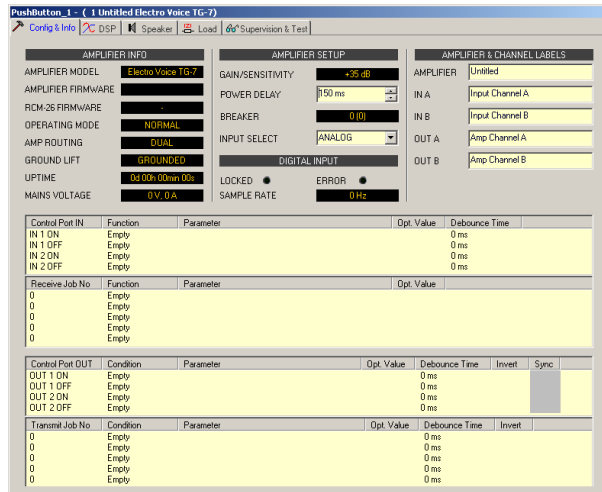 PushButton_1 - ( 1 Untitled Electro Voice TG-7)
Config & Info DSP Speaker Load Supervision & Test
AMPLIFIER INFO
AMPLIFIER MODEL Electro Voice TG-7
AMPLIFIER FIRMWARE
RCM-26 FIRMWARE -
OPERATING MODE NORMAL
AMP ROUTING DUAL
GROUND LIFT GROUNDED
UPTIME 0d 00h 00min 00s
MAINS VOLTAGE 0 V, 0 A
AMPLIFIER SETUP
GAIN/SENSITIVITY +35 dB
POWER DELAY 150 ms
BREAKER 0 (0)
INPUT SELECT ANALOG
DIGITAL INPUT
LOCKED ERROR
SAMPLE RATE 0 Hz
AMPLIFIER & CHANNEL LABELS
AMPLIFIER Untitled
IN A Input Channel A
IN B Input Channel B
OUT A Amp Channel A
OUT B Amp Channel B
Control Port IN Function Parameter Opt. Value Debounce Time
IN 1 ON Empty 0 ms
IN 1 OFF Empty 0 ms
IN 2 ON Empty 0 ms
IN 2 OFF Empty 0 ms
Receive Job No Function Parameter Opt. Value
0 Empty
0 Empty
0 Empty
0 Empty
0 Empty
Control Port OUT Condition Parameter Opt. Value Debounce Time Invert Sync
OUT 1 ON Empty 0 ms
OUT 1 OFF Empty 0 ms
OUT 2 ON Empty 0 ms
OUT 2 OFF Empty 0 ms
Transmit Job No Condition Parameter Opt. Value Debounce Time Invert
0 Empty 0 ms
0 Empty 0 ms
0 Empty 0 ms
0 Empty 0 ms
0 Empty 0 ms